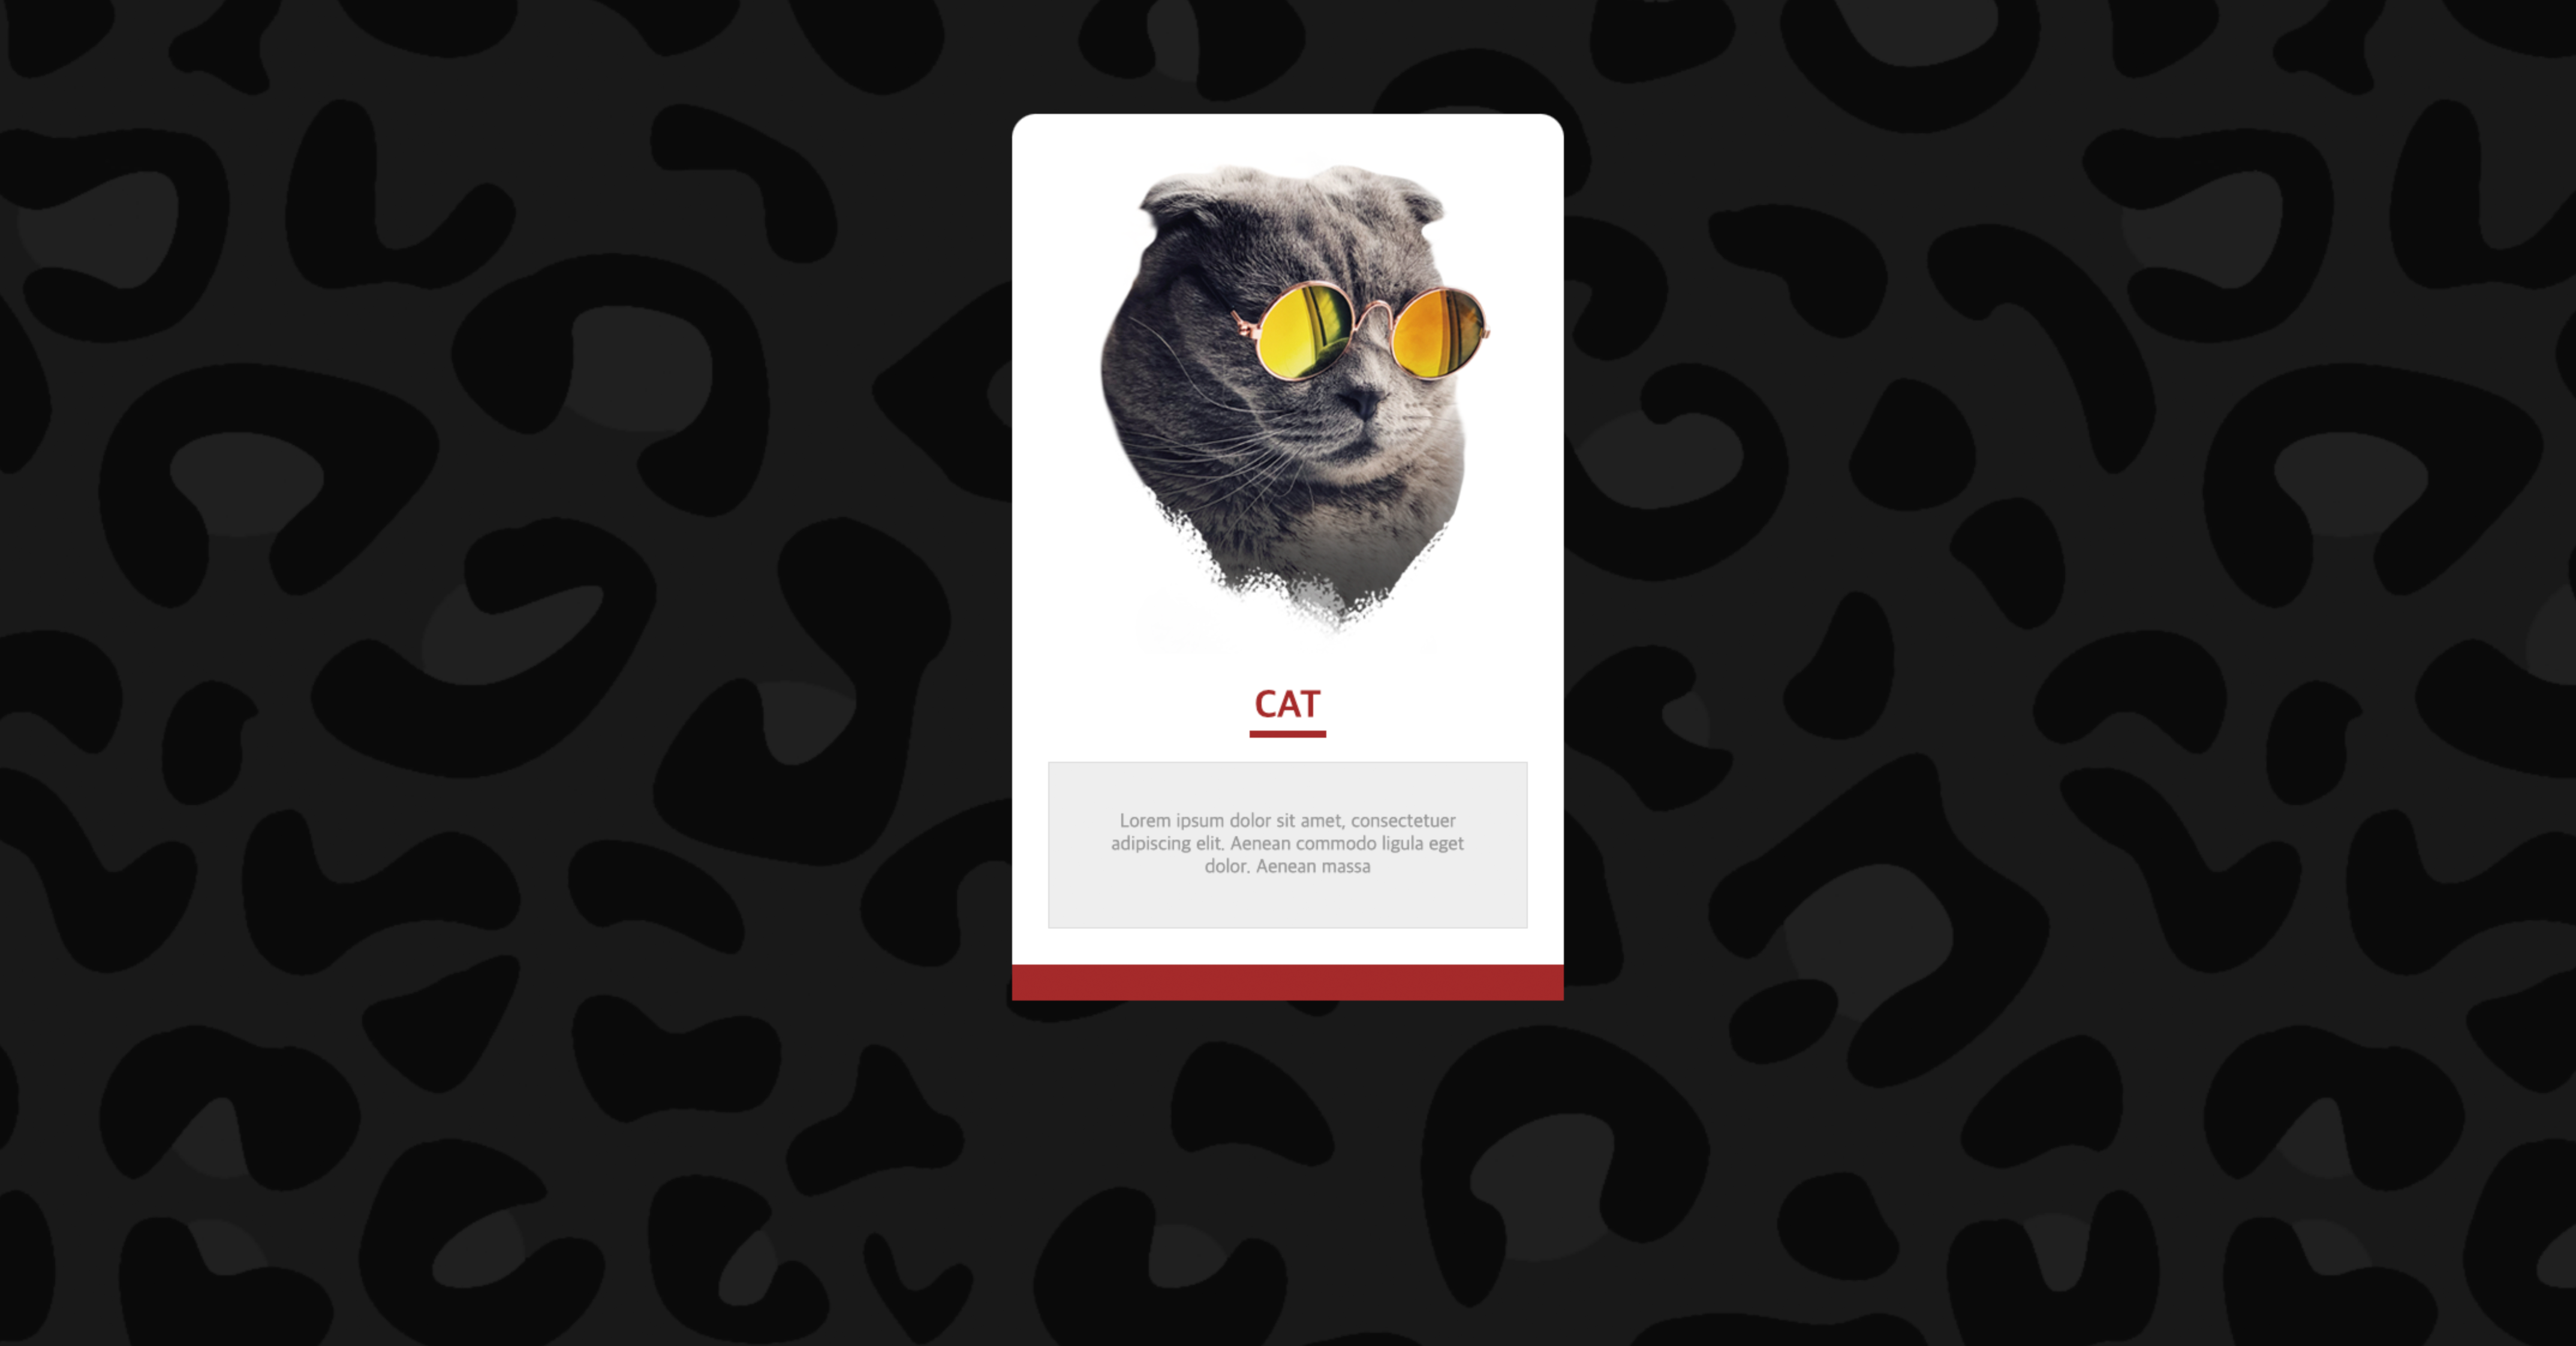 CAT
Lorem ipsum dolor sit amet, consectetuer
adipiscing elit. Aenean commodo ligula eget
dolor. Aenean massa